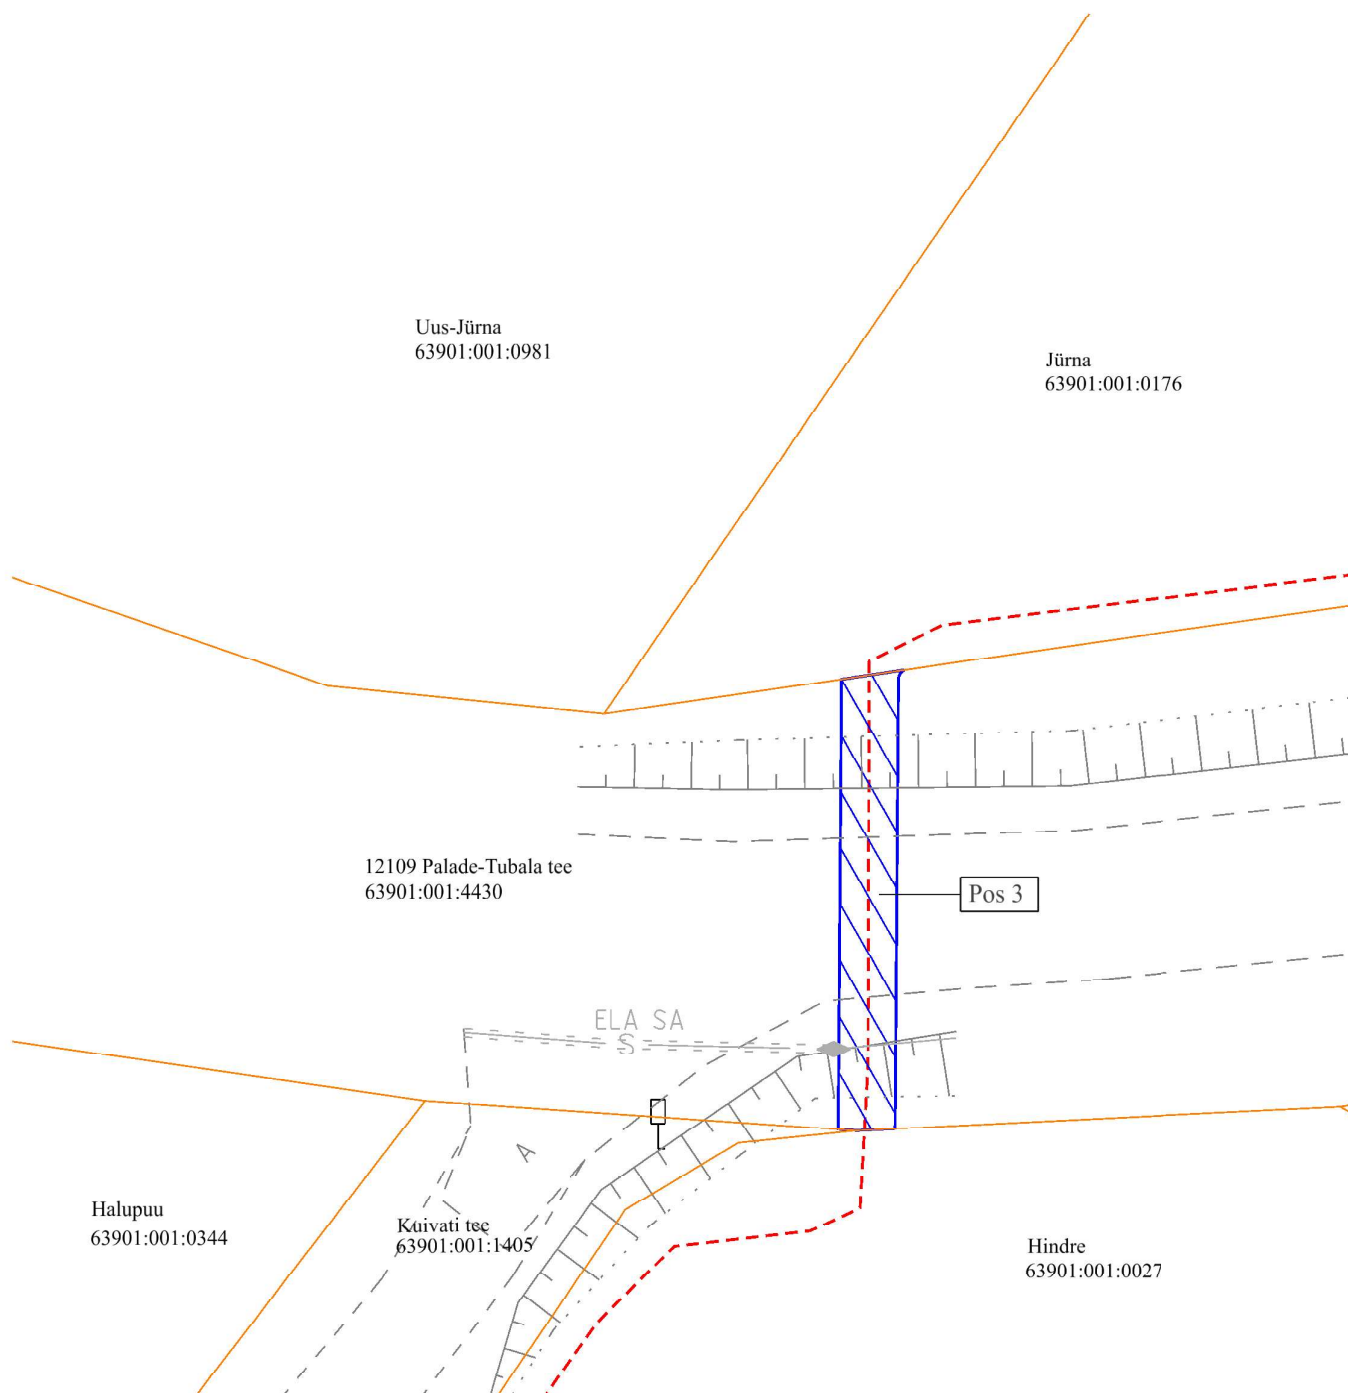 Uus-Jürna
63901:001:0981
Jürna
63901:001:0176
12109 Palade-Tubala tee
63901:001:4430
Pos 3
ELA SA
S
A
Halupuu
63901:001:0344
Kuivati tee
63901:001:1405
Hindre
63901:001:0027